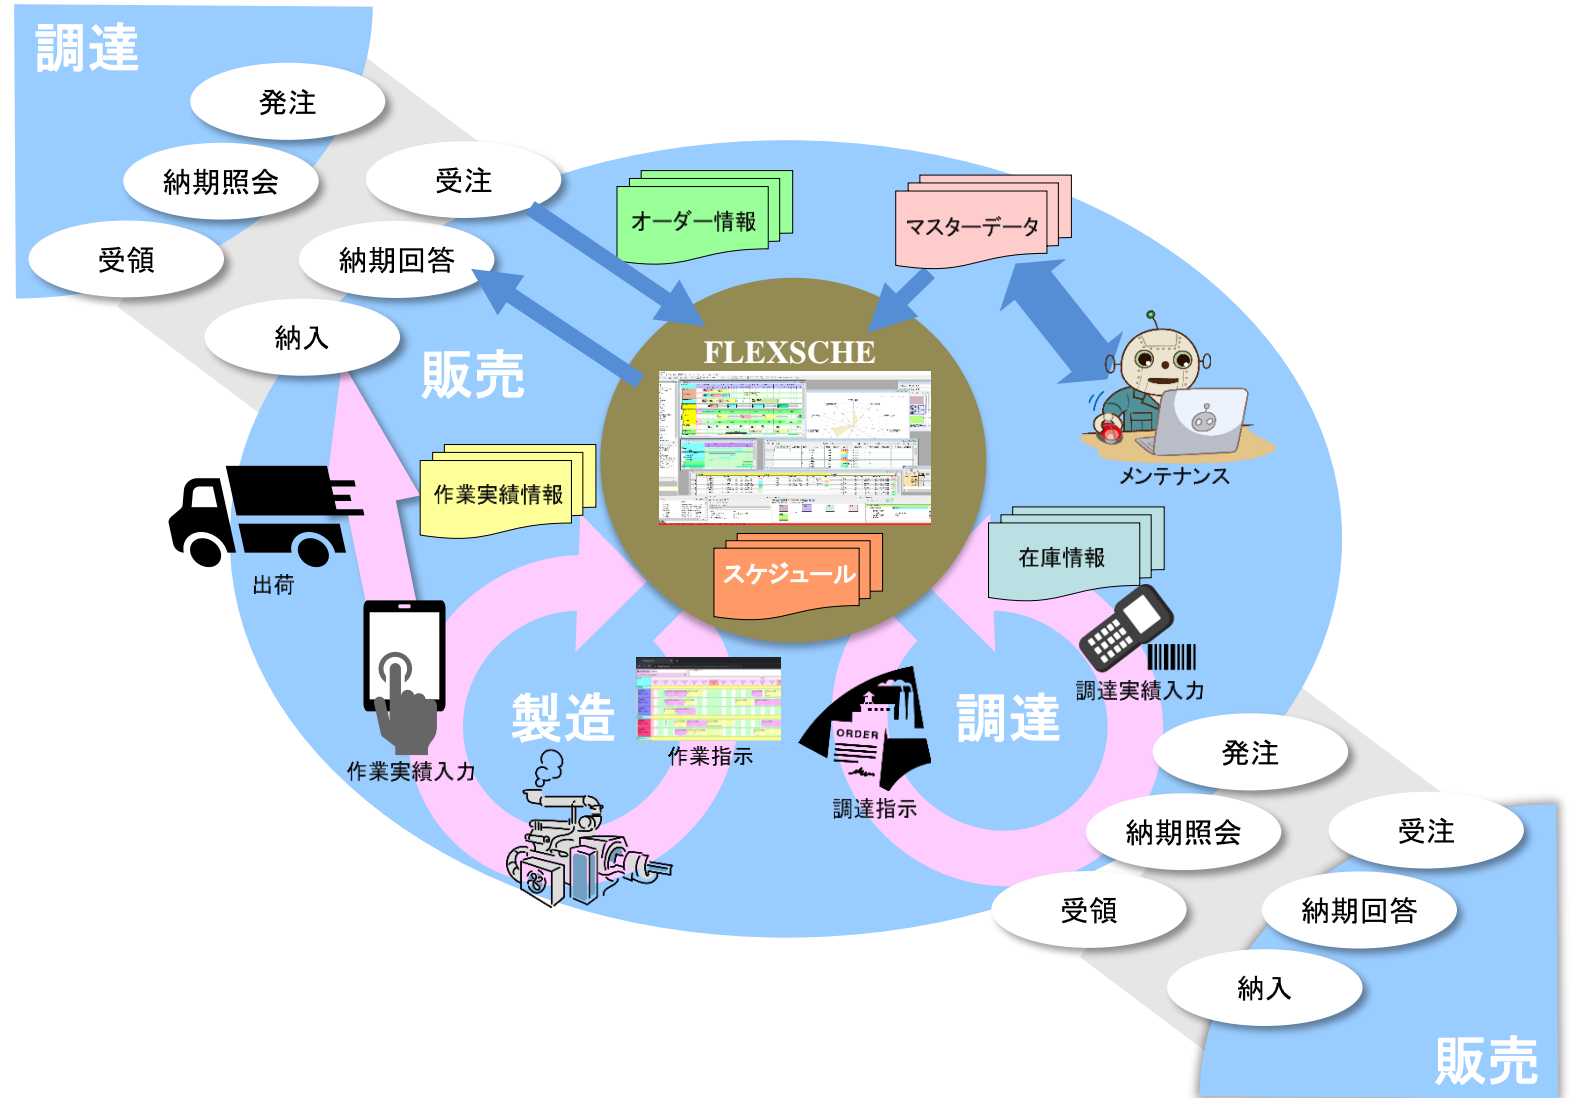 調達
発注
納期照会
受領
受注
納期回答
納入
販売
オーダー情報
マスターデータ
FLEXSCHE
メンテナンス
作業実績情報
スケジュール
在庫情報
出荷
製造
作業指示
作業実績入力
ORDER
調達指示
調達
調達実績入力
発注
納期照会
受領
受注
納期回答
納入
販売